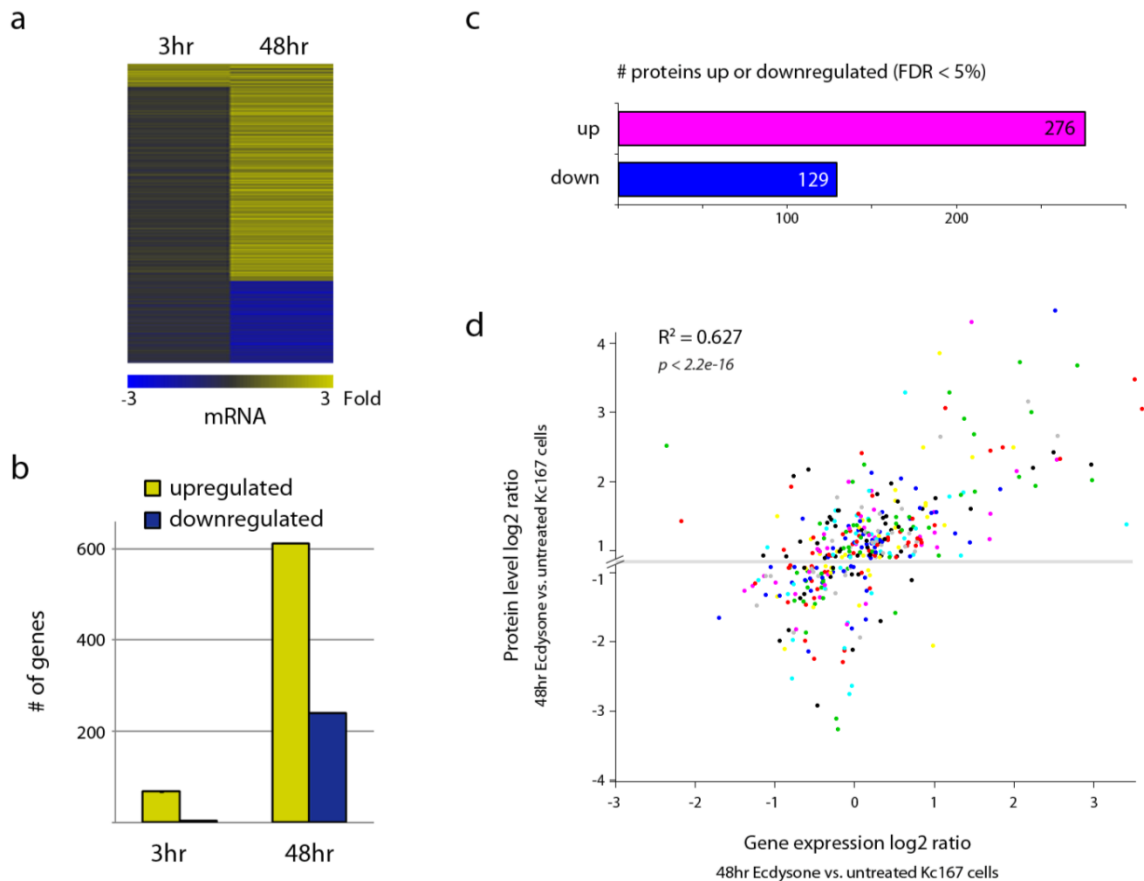 a
3hr 48hr
-3 3 Fold
mRNA
b
upregulated
downregulated
600
400
200
# of genes
3hr 48hr
c
# proteins up or downregulated (FDR < 5%)
up 276
down 129
100 200
d
R² = 0.627
p < 2.2e-16
4
3
2
1
-1
-2
-3
-4
Protein level log2 ratio
48hr Ecdysone vs. untreated Kc167 cells
-3 -2 -1 0 1 2 3
Gene expression log2 ratio
48hr Ecdysone vs. untreated Kc167 cells